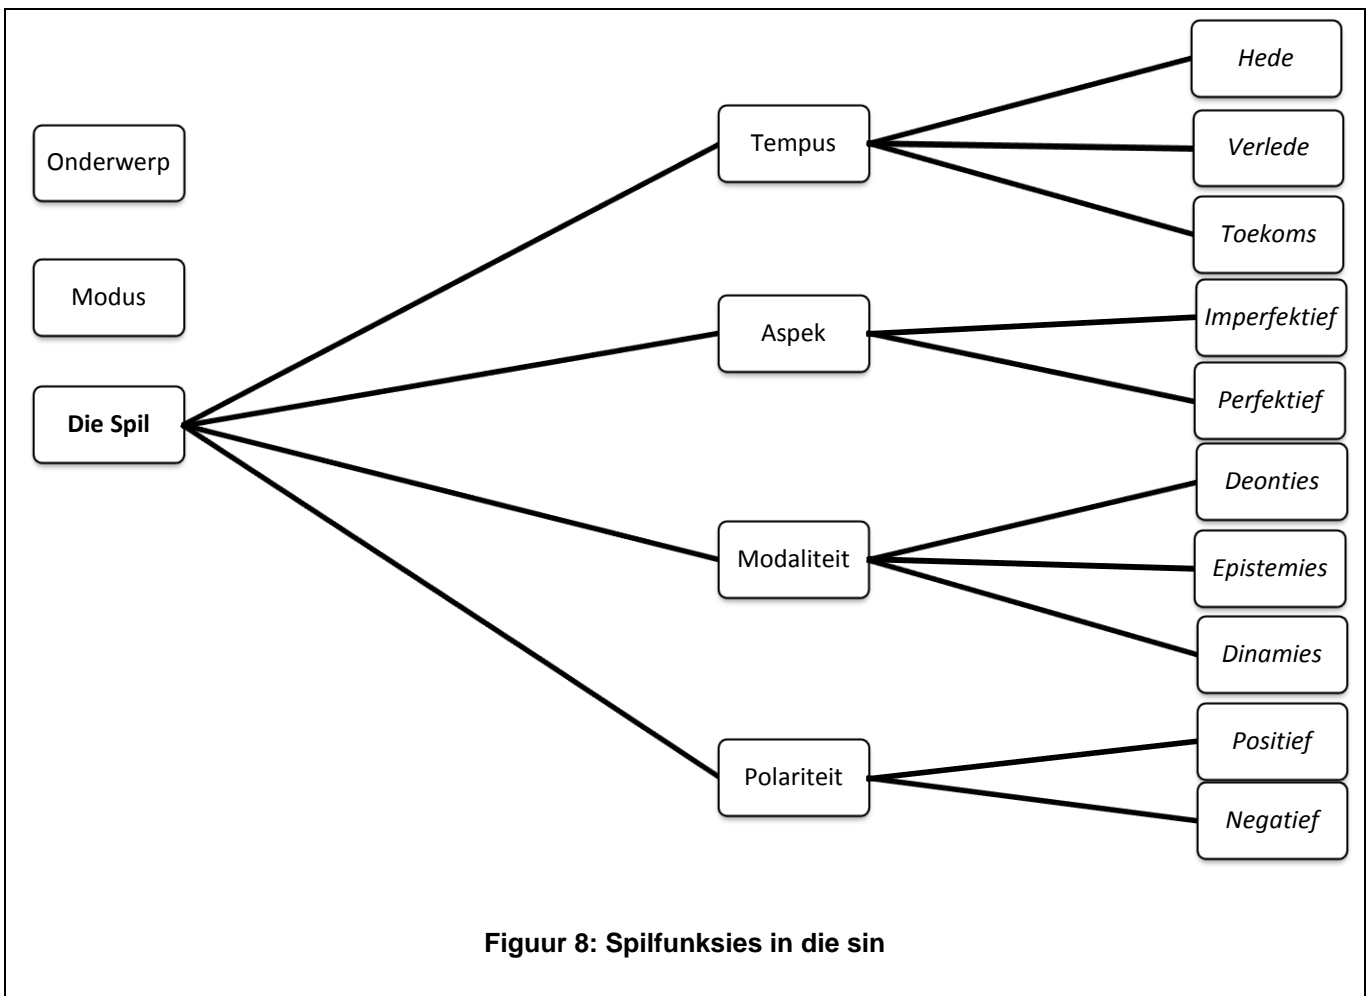 Onderwerp
Modus
Die Spil
Tempus
Hede
Verlede
Toekoms
Aspek
Imperfektief
Perfektief
Modaliteit
Deonties
Epistemies
Dinamies
Polariteit
Positief
Negatief
Figuur 8: Spilfunksies in die sin